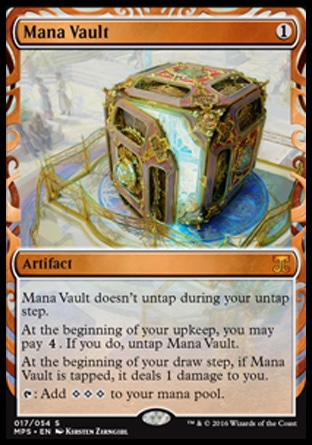 Mana Vault 1
Artifact
Mana Vault doesn't untap during your untap
step.
At the beginning of your upkeep, you may
pay 4. If you do, untap Mana Vault.
At the beginning of your draw step, if Mana
Vault is tapped, it deals 1 damage to you.
: Add ◇◇◇ to your mana pool.
017/054 S
MPS • EN Kirsten Zirngibl
™ & © 2016 Wizards of the Coast